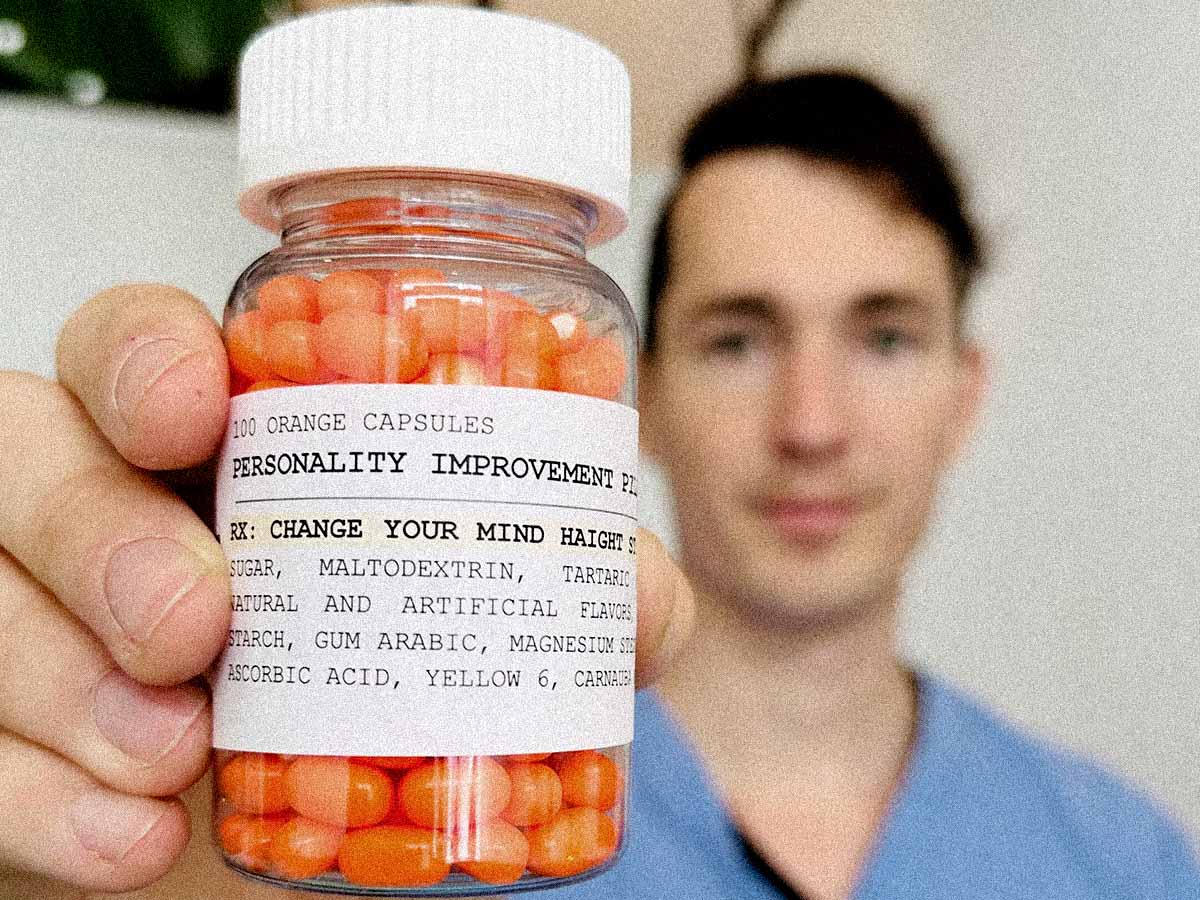 100 ORANGE CAPSULES
PERSONALITY IMPROVEMENT
RX: CHANGE YOUR MIND HAIGHT
SUGAR, MALTODEXTRIN, TARTARIC
NATURAL AND ARTIFICIAL FLAVORS,
STARCH, GUM ARABIC, MAGNESIUM
ASCORBIC ACID, YELLOW 6, CARNAUBA